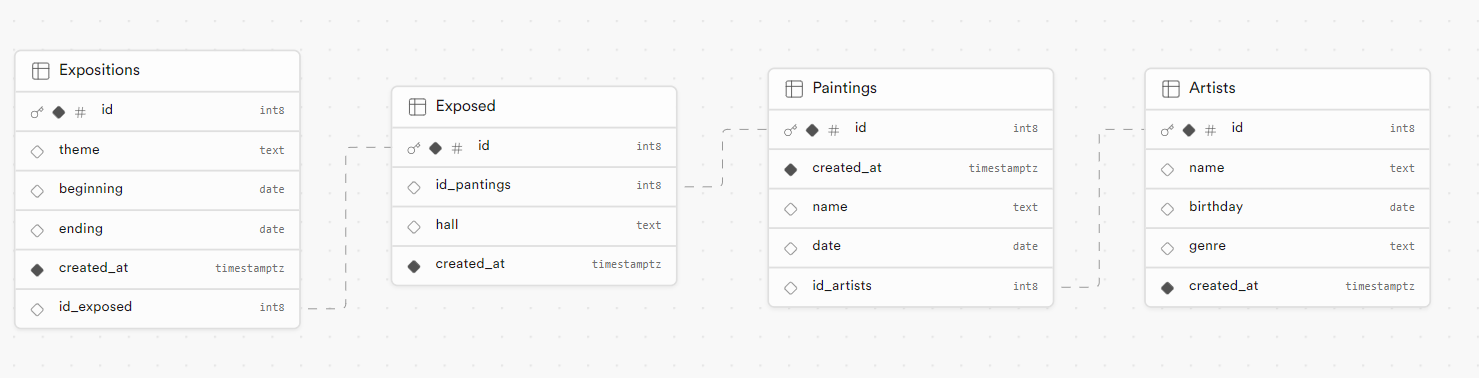 Expositions
# id int8
theme text
beginning date
ending date
created_at timestamptz
id_exposed int8
Exposed
# id int8
id_pantings int8
hall text
created_at timestamptz
Paintings
# id int8
created_at timestamptz
name text
date date
id_artists int8
Artists
# id int8
name text
birthday date
genre text
created_at timestamptz